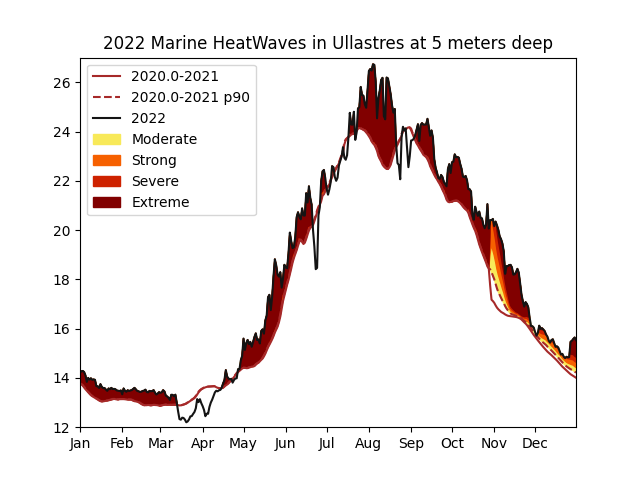 2022 Marine HeatWaves in Ullastres at 5 meters deep
26
24
22
20
18
16
14
12
2020.0-2021
2020.0-2021 p90
2022
Moderate
Strong
Severe
Extreme
Jan Feb Mar Apr May Jun Jul Aug Sep Oct Nov Dec